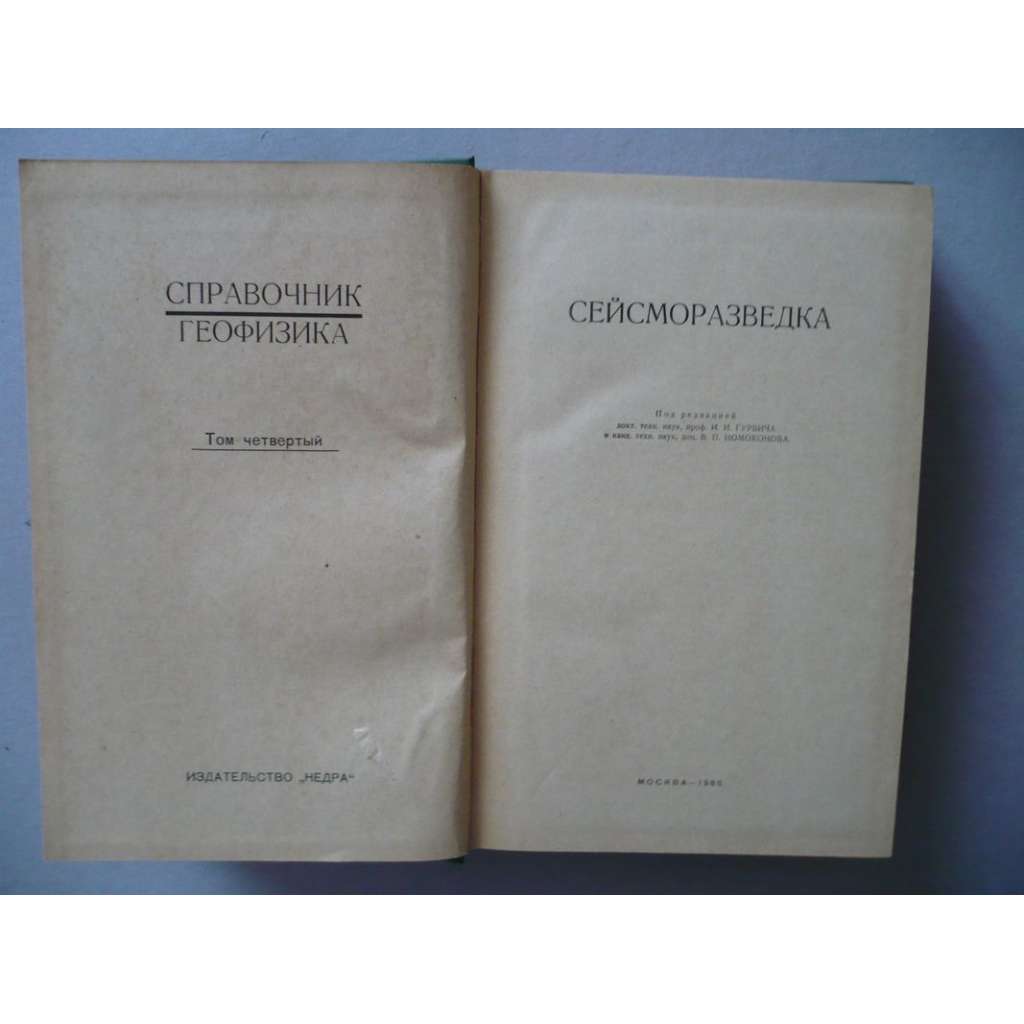 СПРАВОЧНИК
ГЕОФИЗИКА
Том четвертый
ИЗДАТЕЛЬСТВО „НЕДРА“
СЕЙСМОРАЗВЕДКА
Под редакцией
докт. техн. наук, проф. И. И. ГУРВИЧА
и канд. техн. наук, доц. В. П. НОМОКОНОВА
МОСКВА—1966